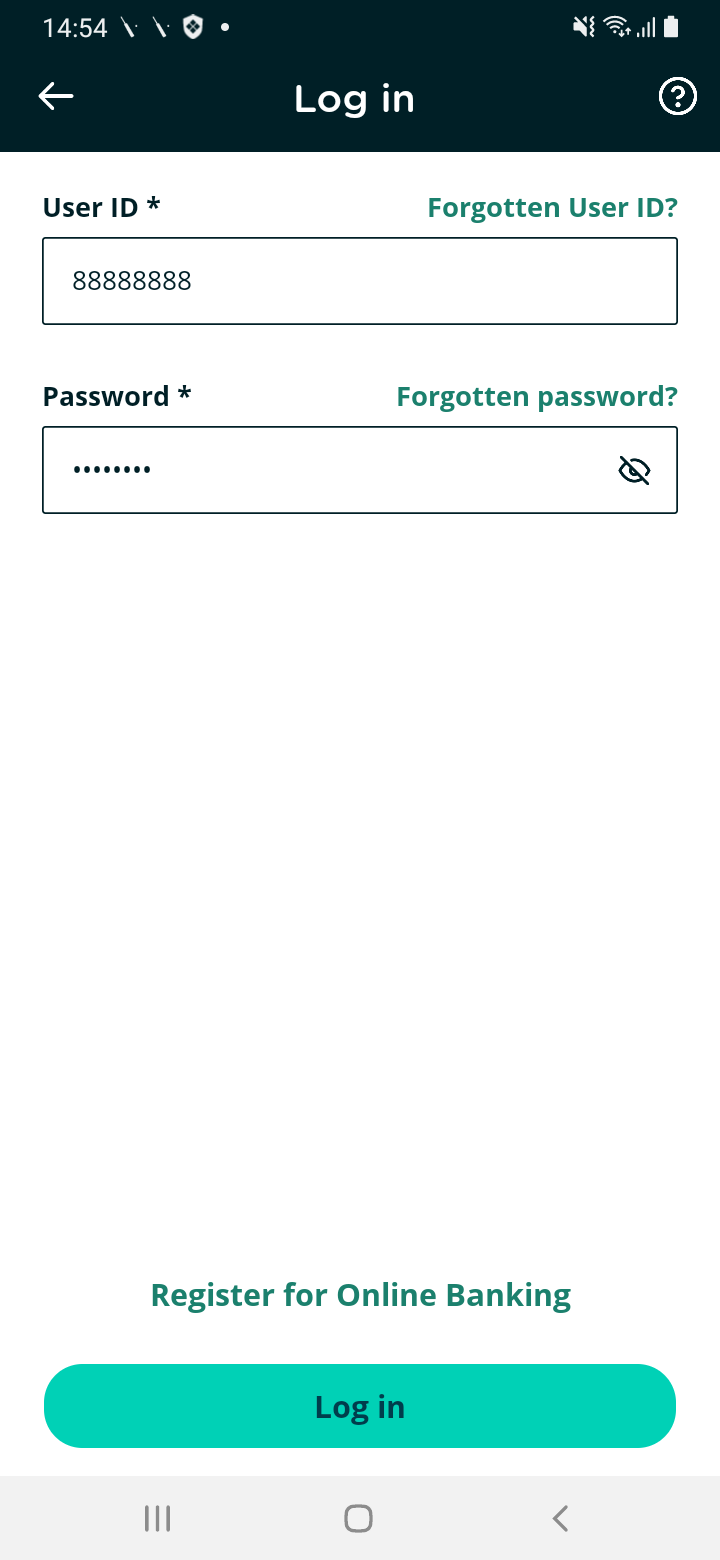 14:54
Log in
User ID * Forgotten User ID?
88888888
Password * Forgotten password?
••••••••
Register for Online Banking
Log in